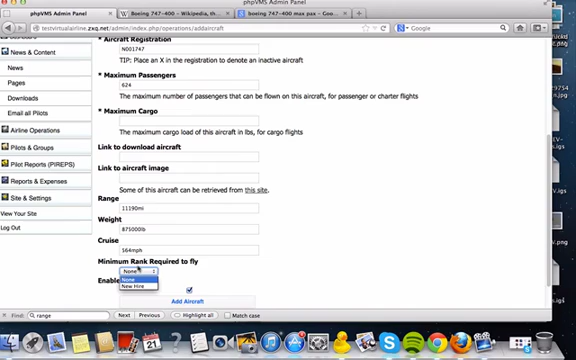 phpVMS Admin Panel
phpVMS Admin Panel
Boeing 747-400 – Wikipedia, th...
boeing 747-400 max pax – Goo...
testvirtualairline.zxq.net/admin/index.php/operations/addaircraft
Google
News & Content
News
Pages
Downloads
Email all Pilots
Airline Operations
Pilots & Groups
Pilot Reports (PIREPS)
Reports & Expenses
Site & Settings
View Your Site
Log Out
* Aircraft Registration
N001747
TIP: Place an X in the registration to denote an inactive aircraft
* Maximum Passengers
624
The maximum number of passengers that can be flown on this aircraft, for passenger or charter flights
* Maximum Cargo
The maximum cargo load of this aircraft in lbs, for cargo flights
Link to download aircraft
Link to aircraft image
Some of this aircraft can be retrieved from this site.
Range
11190mi
Weight
875000lb
Cruise
564mph
Minimum Rank Required to fly
None
None
New Hire
Enable
Add Aircraft
Find:
range
Next
Previous
Highlight all
Match case